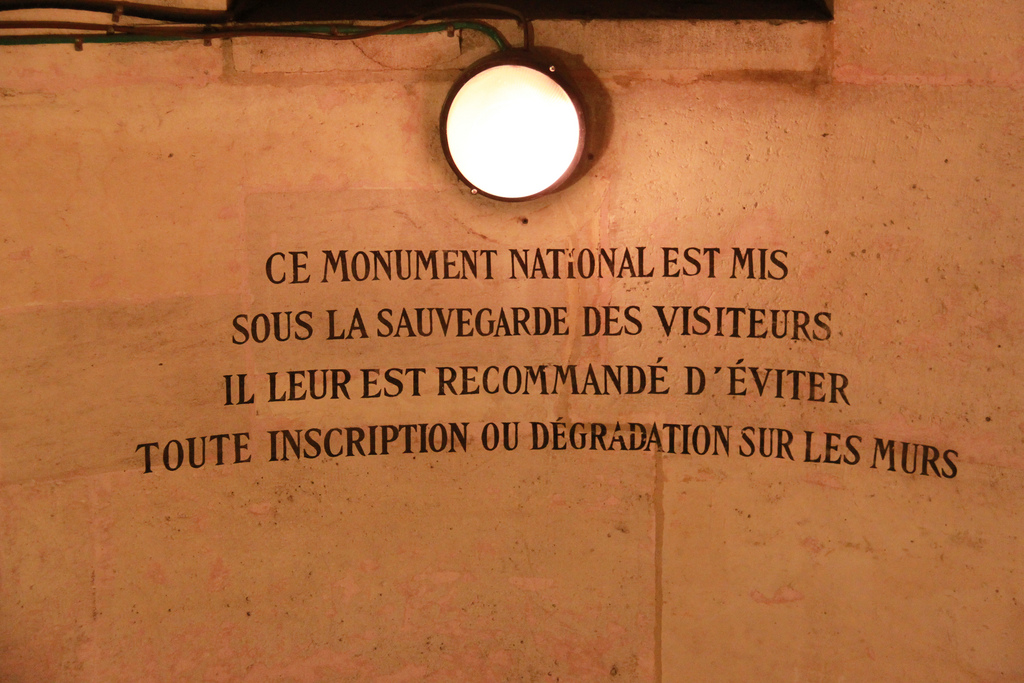 CE MONUMENT NATIONAL EST MIS
SOUS LA SAUVEGARDE DES VISITEURS
IL LEUR EST RECOMMANDÉ D'ÉVITER
TOUTE INSCRIPTION OU DÉGRADATION SUR LES MURS